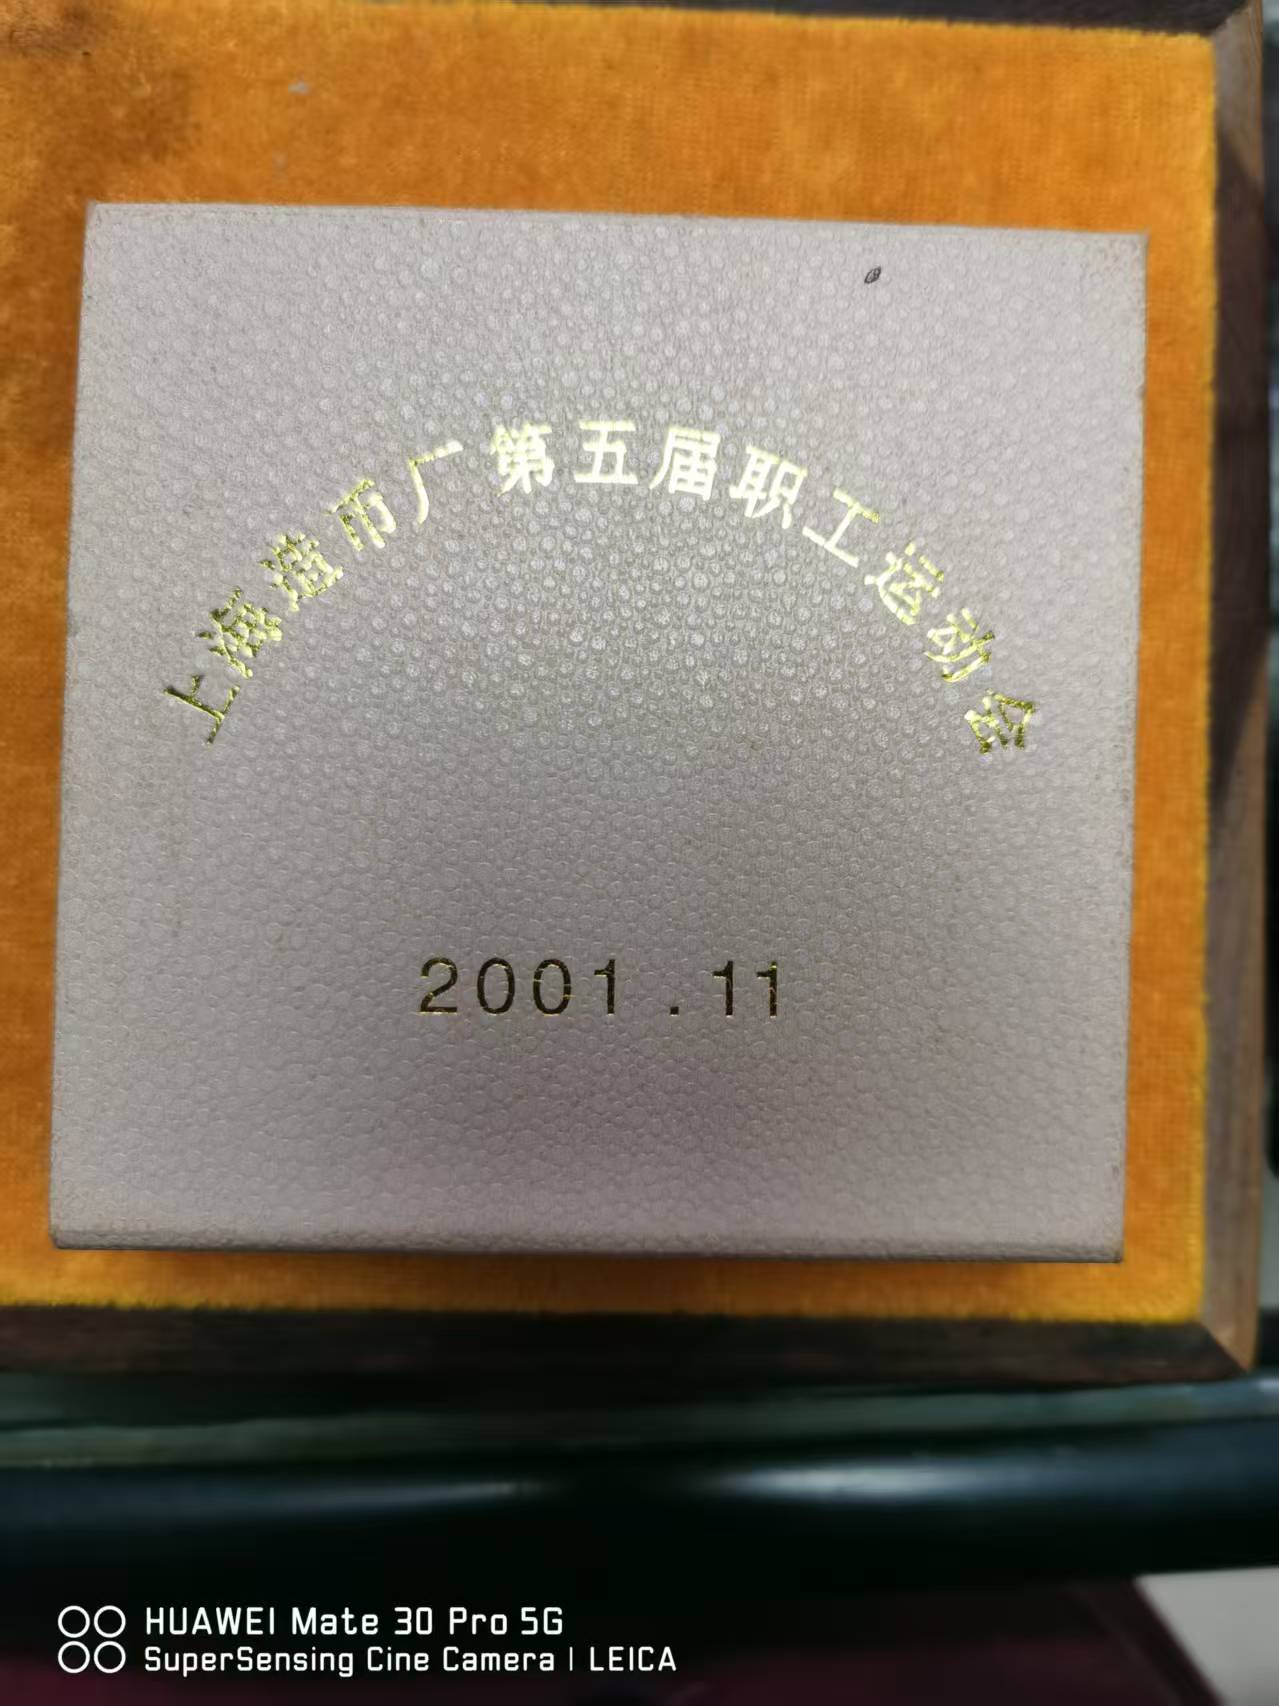 上海造币厂第五届职工运动会
2001.11
HUAWEI Mate 30 Pro 5G
SuperSensing Cine Camera | LEICA